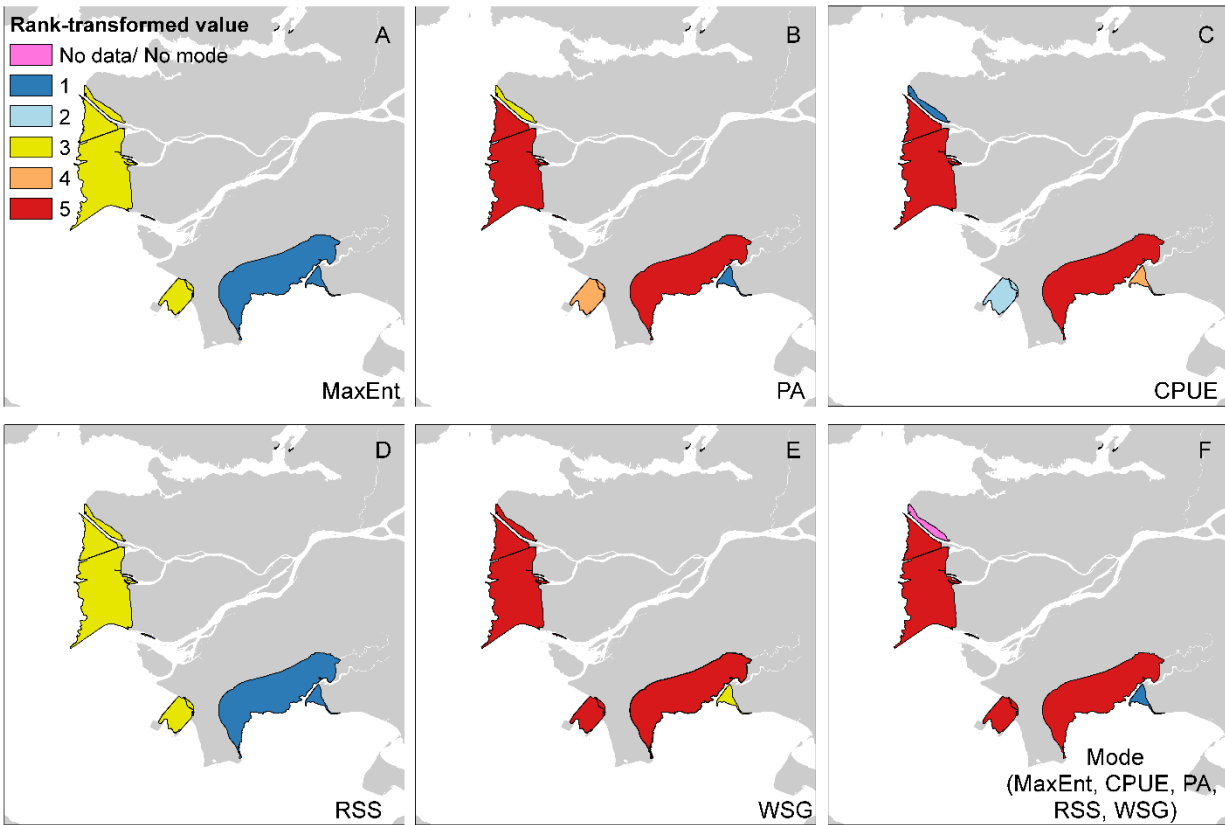 Rank-transformed value
No data/ No mode
1
2
3
4
5
A
MaxEnt
B
PA
C
CPUE
D
RSS
E
WSG
F
Mode
(MaxEnt, CPUE, PA,
RSS, WSG)